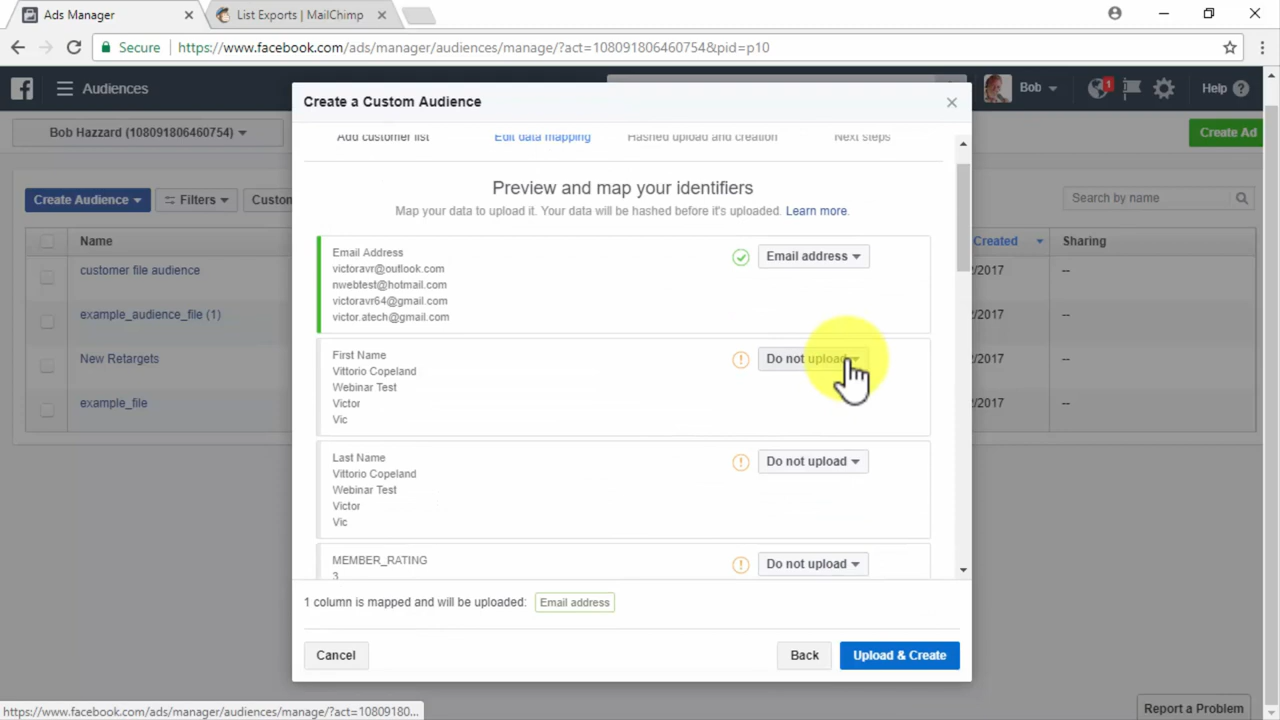 Ads Manager
List Exports - MailChimp
Secure
https://www.facebook.com/ads/manager/audiences/manage/?act=1080918064607 54&pid=p10
Audiences
Bob
1
Help
Bob Hazzard (1080918064607 54)
Create Ad
Create Audience
Filters
Custom
Search by name
Name
Created
Sharing
customer file audience
/2017
--
example_audience_file (1)
/2017
--
New Retargets
/2017
--
example_file
/2017
--
Create a Custom Audience
Add customer list
Edit data mapping
Hashed upload and creation
Next steps
Preview and map your identifiers
Map your data to upload it. Your data will be hashed before it's uploaded. Learn more.
Email Address
victoravr@outlook.com
nwebtest@hotmail.com
victoravr64@gmail.com
victor.atech@gmail.com
Email address
First Name
Vittorio Copeland
Webinar Test
Victor
Vic
Do not upload
Last Name
Vittorio Copeland
Webinar Test
Victor
Vic
Do not upload
MEMBER_RATING
3
Do not upload
1 column is mapped and will be uploaded: Email address
Cancel
Back
Upload & Create
https://www.facebook.com/ads/manager/audiences/manage/?act=10809180...
Report a Problem